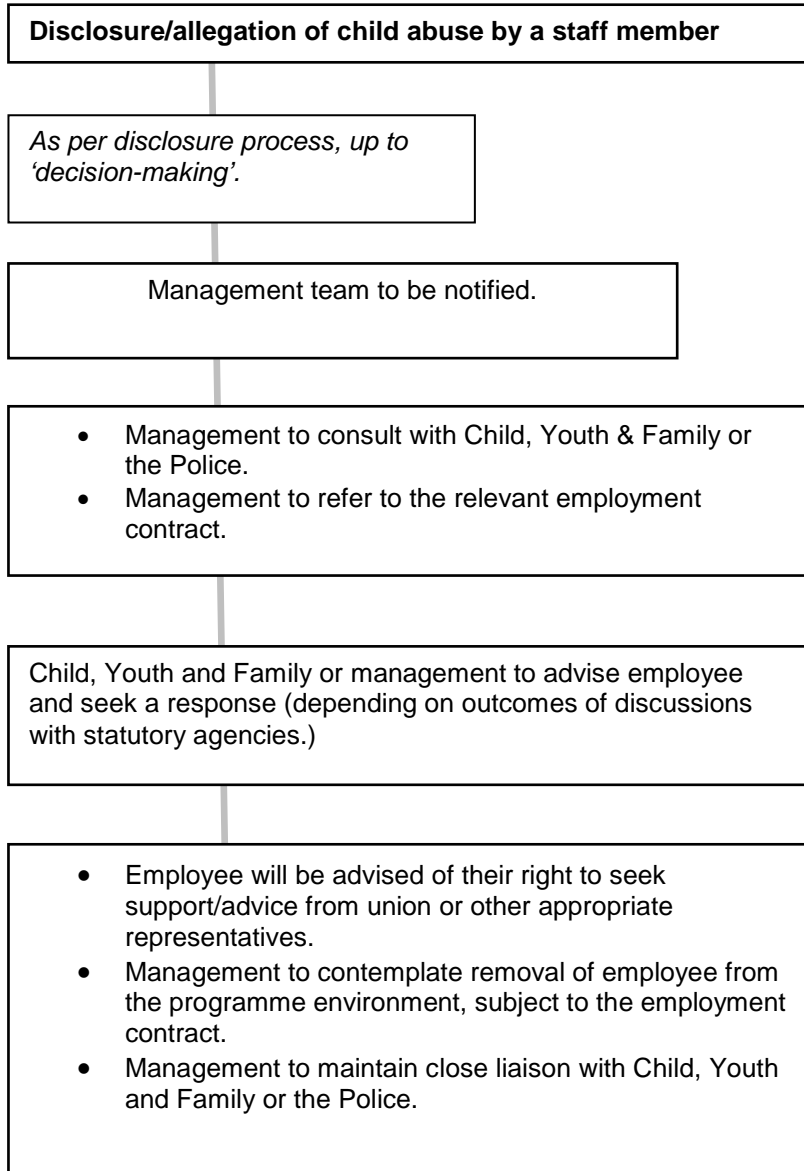 Disclosure/allegation of child abuse by a staff member
As per disclosure process, up to
‘decision-making’.
Management team to be notified.
• Management to consult with Child, Youth & Family or
the Police.
• Management to refer to the relevant employment
contract.
Child, Youth and Family or management to advise employee
and seek a response (depending on outcomes of discussions
with statutory agencies.)
• Employee will be advised of their right to seek
support/advice from union or other appropriate
representatives.
• Management to contemplate removal of employee from
the programme environment, subject to the employment
contract.
• Management to maintain close liaison with Child, Youth
and Family or the Police.